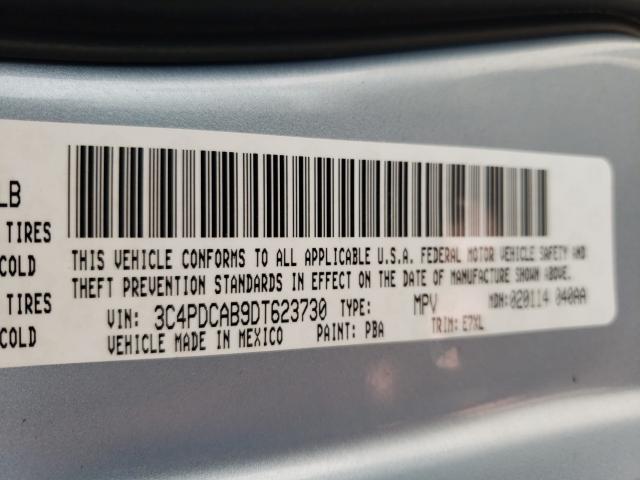 LB
TIRES
COLD
TIRES
COLD
THIS VEHICLE CONFORMS TO ALL APPLICABLE U.S.A. FEDERAL MOTOR VEHICLE SAFETY AND
THEFT PREVENTION STANDARDS IN EFFECT ON THE DATE OF MANUFACTURE SHOWN ABOVE.
VIN: 3C4PDCAB9DT623730 TYPE: MPV MDH:020114 040AA
VEHICLE MADE IN MEXICO PAINT: PBA TRIM: E7XL